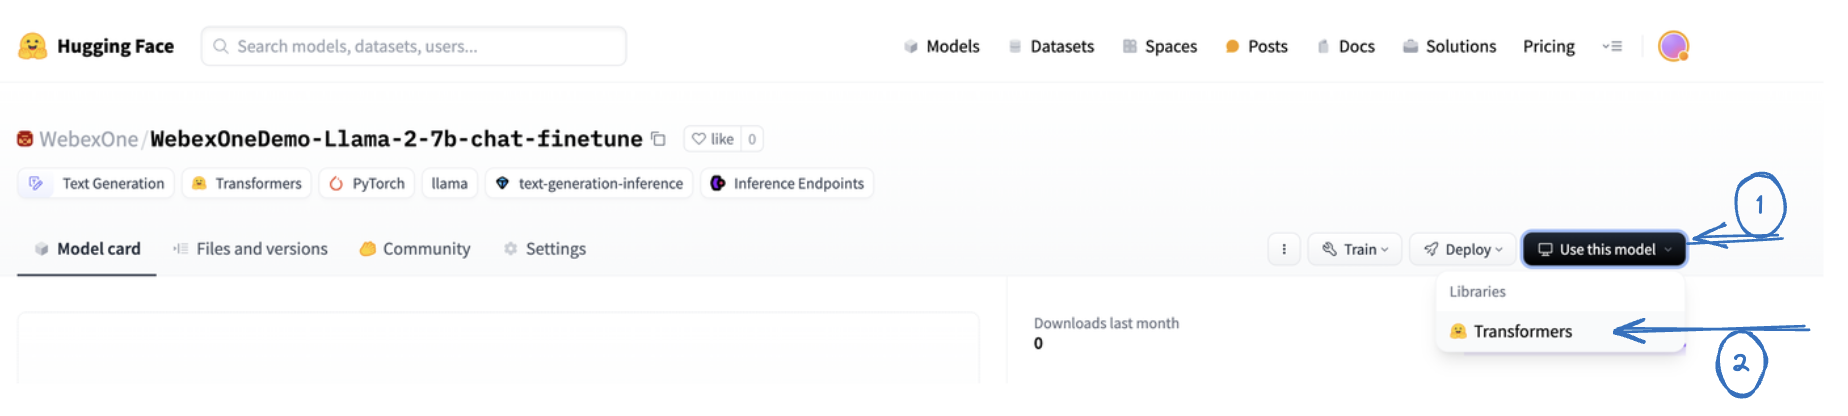 Hugging Face Search models, datasets, users... Models Datasets Spaces Posts Docs Solutions Pricing
WebexOne/WebexOneDemo-Llama-2-7b-chat-finetune like 0
Text Generation Transformers PyTorch llama text-generation-inference Inference Endpoints
1
Model card Files and versions Community Settings Train Deploy Use this model
Libraries
Downloads last month
Transformers
0
2